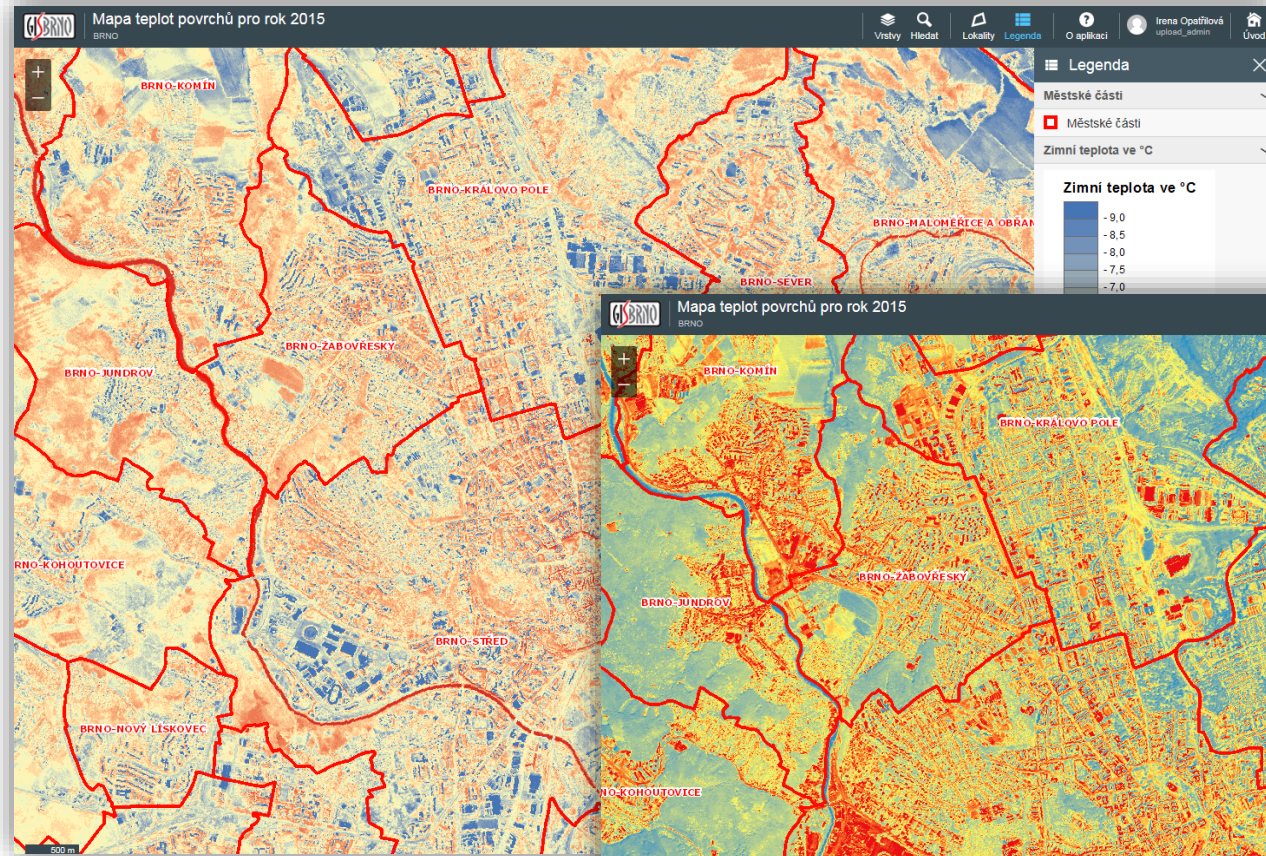 GISBRNO
Mapa teplot povrchů pro rok 2015
BRNO
Vrstvy
Hledat
Lokality
Legenda
O aplikaci
Irena Opatřilová
upload_admin
Úvod
+
−
Legenda
Městské části
Městské části
Zimní teplota ve °C
Zimní teplota ve °C
- 9,0
- 8,5
- 8,0
- 7,5
- 7,0
BRNO-KOMÍN
BRNO-KRÁLOVO POLE
BRNO-MALOMĚŘICE A OBŘAN
BRNO-SEVER
BRNO-ŽABOVŘESKY
BRNO-JUNDROV
RNO-KOHOUTOVICE
BRNO-STŘED
BRNO-NOVÝ LÍSKOVEC
500 m
GISBRNO
Mapa teplot povrchů pro rok 2015
BRNO
+
−
BRNO-KOMÍN
BRNO-KRÁLOVO POLE
BRNO-ŽABOVŘESKY
BRNO-JUNDROV
NO-KOHOUTOVICE